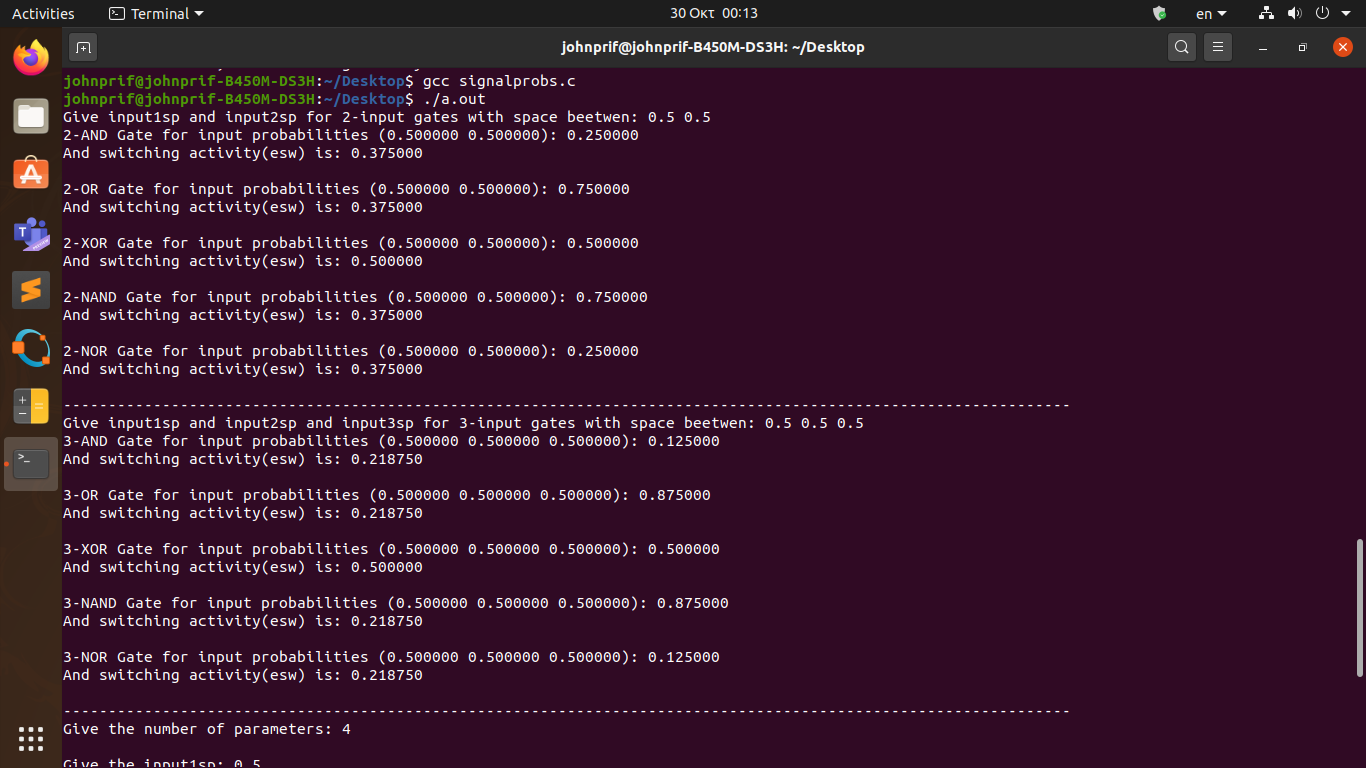 Activities
Terminal
30 Οκτ 00:13
en
johnprif@johnprif-B450M-DS3H: ~/Desktop
johnprif@johnprif-B450M-DS3H:~/Desktop$ gcc signalprobs.c
johnprif@johnprif-B450M-DS3H:~/Desktop$ ./a.out
Give input1sp and input2sp for 2-input gates with space beetwen: 0.5 0.5
2-AND Gate for input probabilities (0.500000 0.500000): 0.250000
And switching activity(esw) is: 0.375000
2-OR Gate for input probabilities (0.500000 0.500000): 0.750000
And switching activity(esw) is: 0.375000
2-XOR Gate for input probabilities (0.500000 0.500000): 0.500000
And switching activity(esw) is: 0.500000
2-NAND Gate for input probabilities (0.500000 0.500000): 0.750000
And switching activity(esw) is: 0.375000
2-NOR Gate for input probabilities (0.500000 0.500000): 0.250000
And switching activity(esw) is: 0.375000
----------------------------------------------------------------------------------------------------------------
Give input1sp and input2sp and input3sp for 3-input gates with space beetwen: 0.5 0.5 0.5
3-AND Gate for input probabilities (0.500000 0.500000 0.500000): 0.125000
And switching activity(esw) is: 0.218750
3-OR Gate for input probabilities (0.500000 0.500000 0.500000): 0.875000
And switching activity(esw) is: 0.218750
3-XOR Gate for input probabilities (0.500000 0.500000 0.500000): 0.500000
And switching activity(esw) is: 0.500000
3-NAND Gate for input probabilities (0.500000 0.500000 0.500000): 0.875000
And switching activity(esw) is: 0.218750
3-NOR Gate for input probabilities (0.500000 0.500000 0.500000): 0.125000
And switching activity(esw) is: 0.218750
----------------------------------------------------------------------------------------------------------------
Give the number of parameters: 4
Give the input1sp: 0.5